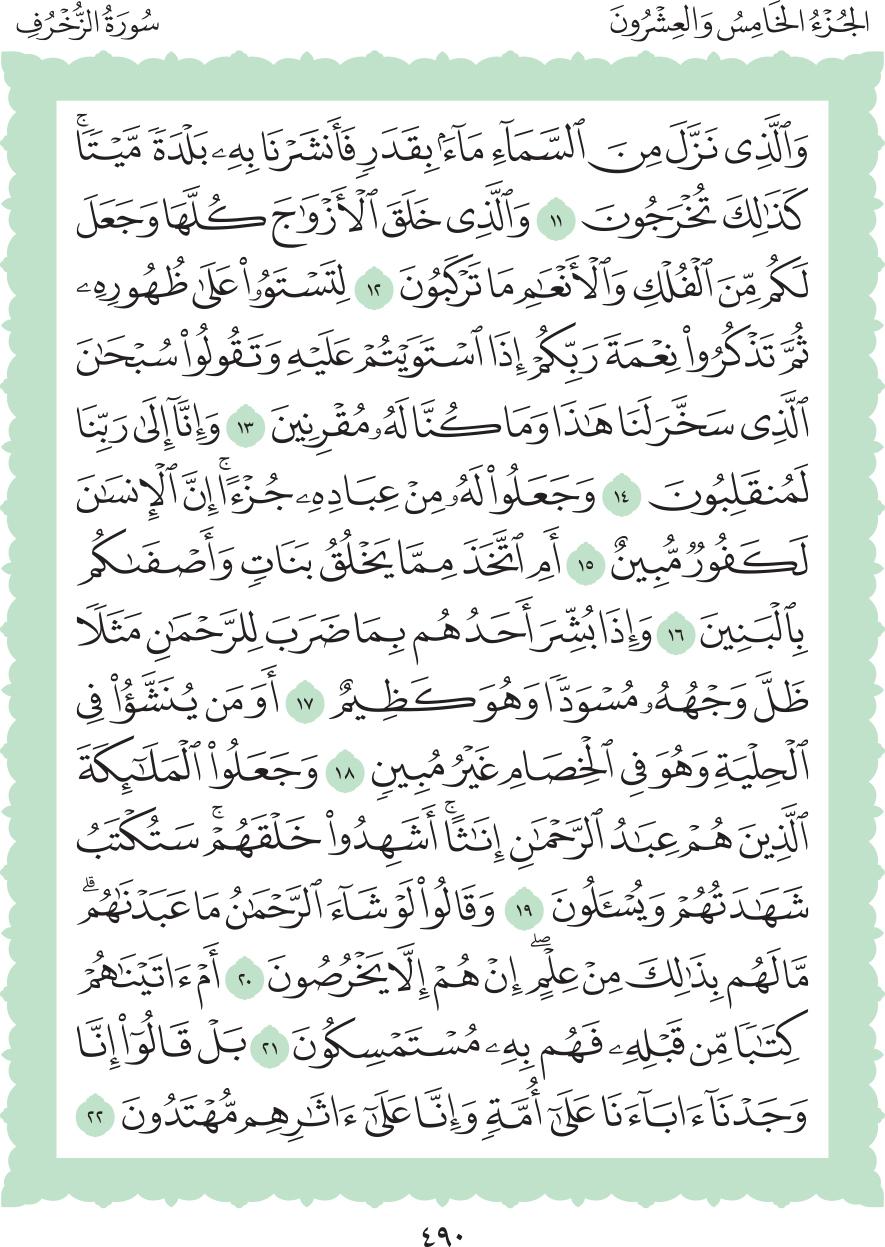 الجُزْءُ الخَامِسُ وَالعِشْرُونَ
سُورَةُ الزُّخْرُفِ
وَٱلَّذِى نَزَّلَ مِنَ ٱلسَّمَآءِ مَآءَۢ بِقَدَرٍ فَأَنشَرْنَا بِهِۦ بَلْدَةً مَّيْتًاۚ
كَذَٰلِكَ تُخْرَجُونَ ١١ وَٱلَّذِى خَلَقَ ٱلْأَزْوَٰجَ كُلَّهَا وَجَعَلَ
لَكُم مِّنَ ٱلْفُلْكِ وَٱلْأَنْعَٰمِ مَا تَرْكَبُونَ ١٢ لِتَسْتَوُۥا۟ عَلَىٰ ظُهُورِهِۦ
ثُمَّ تَذْكُرُوا۟ نِعْمَةَ رَبِّكُمْ إِذَا ٱسْتَوَيْتُمْ عَلَيْهِ وَتَقُولُوا۟ سُبْحَٰنَ
ٱلَّذِى سَخَّرَ لَنَا هَٰذَا وَمَا كُنَّا لَهُۥ مُقْرِنِينَ ١٣ وَإِنَّآ إِلَىٰ رَبِّنَا
لَمُنقَلِبُونَ ١٤ وَجَعَلُوا۟ لَهُۥ مِنْ عِبَادِهِۦ جُزْءًاۚ إِنَّ ٱلْإِنسَٰنَ
لَكَفُورٌ مُّبِينٌ ١٥ أَمِ ٱتَّخَذَ مِمَّا يَخْلُقُ بَنَاتٍ وَأَصْفَىٰكُم
بِٱلْبَنِينَ ١٦ وَإِذَا بُشِّرَ أَحَدُهُم بِمَا ضَرَبَ لِلرَّحْمَٰنِ مَثَلًا
ظَلَّ وَجْهُهُۥ مُسْوَدًّا وَهُوَ كَظِيمٌ ١٧ أَوَمَن يُنَشَّؤُا۟ فِى
ٱلْحِلْيَةِ وَهُوَ فِى ٱلْخِصَامِ غَيْرُ مُبِينٍ ١٨ وَجَعَلُوا۟ ٱلْمَلَٰٓئِكَةَ
ٱلَّذِينَ هُمْ عِبَٰدُ ٱلرَّحْمَٰنِ إِنَٰثًاۚ أَشَهِدُوا۟ خَلْقَهُمْۚ سَتُكْتَبُ
شَهَٰدَتُهُمْ وَيُسْـَٔلُونَ ١٩ وَقَالُوا۟ لَوْ شَآءَ ٱلرَّحْمَٰنُ مَا عَبَدْنَٰهُمۗ
مَّا لَهُم بِذَٰلِكَ مِنْ عِلْمٍۖ إِنْ هُمْ إِلَّا يَخْرُصُونَ ٢٠ أَمْ ءَاتَيْنَٰهُمْ
كِتَٰبًا مِّن قَبْلِهِۦ فَهُم بِهِۦ مُسْتَمْسِكُونَ ٢١ بَلْ قَالُوٓا۟ إِنَّا
وَجَدْنَآ ءَابَآءَنَا عَلَىٰٓ أُمَّةٍ وَإِنَّا عَلَىٰٓ ءَاثَٰرِهِم مُّهْتَدُونَ ٢٢
٤٩٠